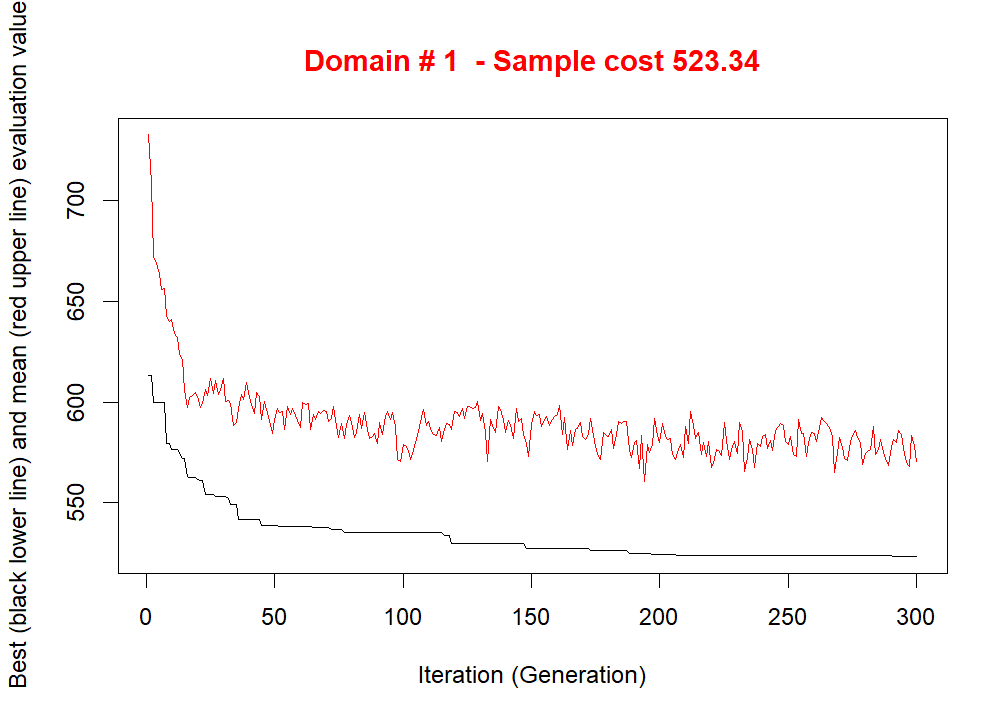 Domain # 1  - Sample cost 523.34
Best (black lower line) and mean (red upper line) evaluation value
700
650
600
550
0 50 100 150 200 250 300
Iteration (Generation)